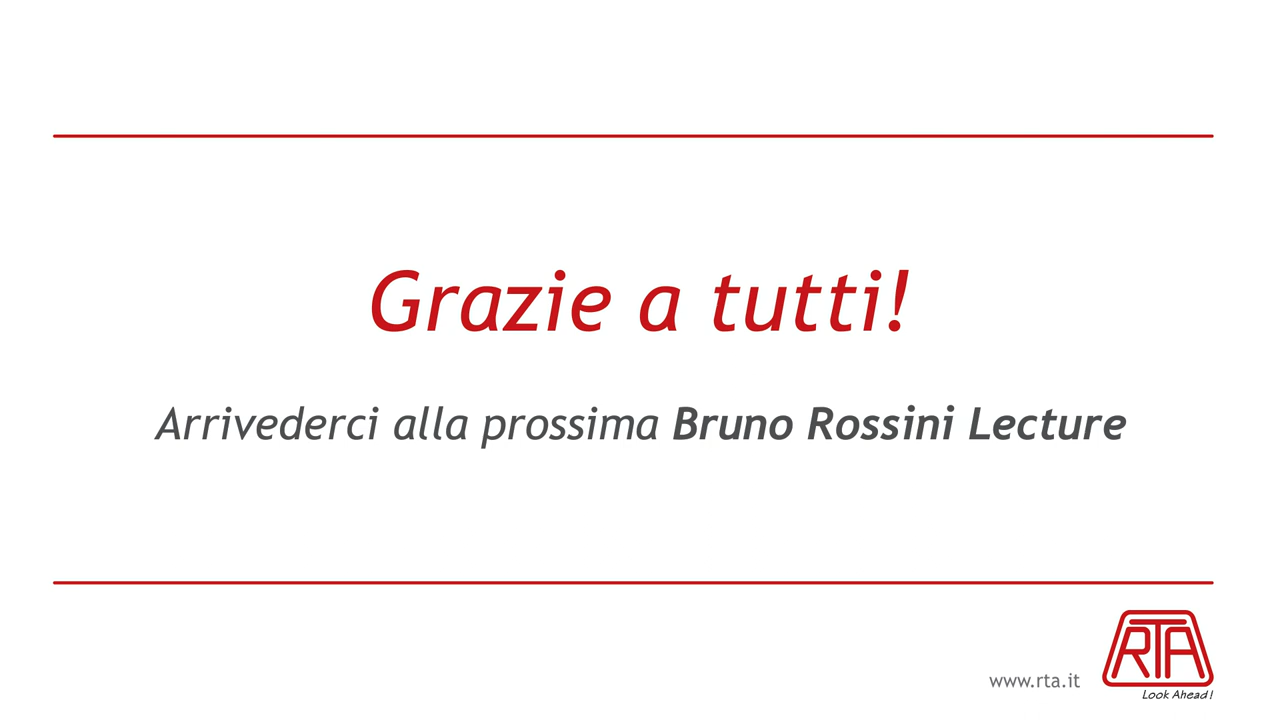 Grazie a tutti!
Arrivederci alla prossima Bruno Rossini Lecture
www.rta.it
RTA
Look Ahead!